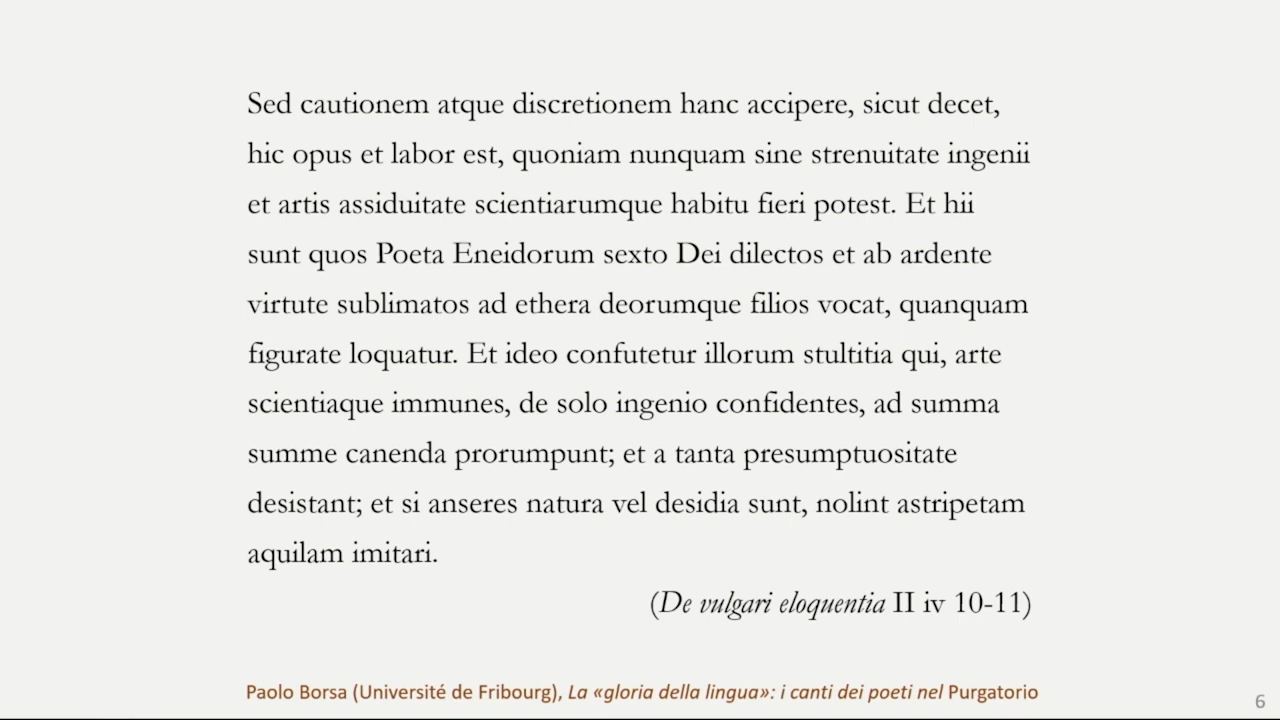 Sed cautionem atque discretionem hanc accipere, sicut decet,
hic opus et labor est, quoniam nunquam sine strenuitate ingenii
et artis assiduitate scientiarumque habitu fieri potest. Et hii
sunt quos Poeta Eneidorum sexto Dei dilectos et ab ardente
virtute sublimatos ad ethera deorumque filios vocat, quanquam
figurate loquatur. Et ideo confutetur illorum stultitia qui, arte
scientiaque immunes, de solo ingenio confidentes, ad summa
summe canenda prorumpunt; et a tanta presumptuositate
desistant; et si anseres natura vel desidia sunt, nolint astripetam
aquilam imitari.
(De vulgari eloquentia II iv 10-11)
Paolo Borsa (Université de Fribourg), La «gloria della lingua»: i canti dei poeti nel Purgatorio
6